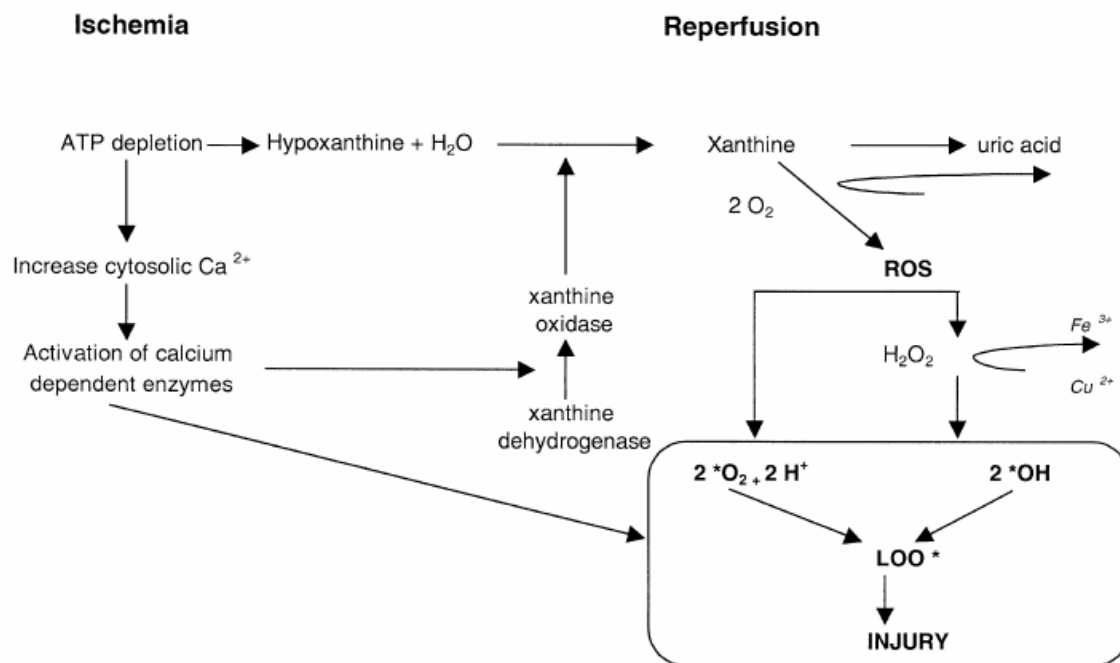 Ischemia
Reperfusion
ATP depletion
Hypoxanthine + H₂O
Xanthine
uric acid
2 O₂
Increase cytosolic Ca ²⁺
ROS
xanthine
oxidase
Activation of calcium
dependent enzymes
H₂O₂
Fe ³⁺
Cu ²⁺
xanthine
dehydrogenase
2 *O₂ + 2 H⁺
2 *OH
LOO *
INJURY